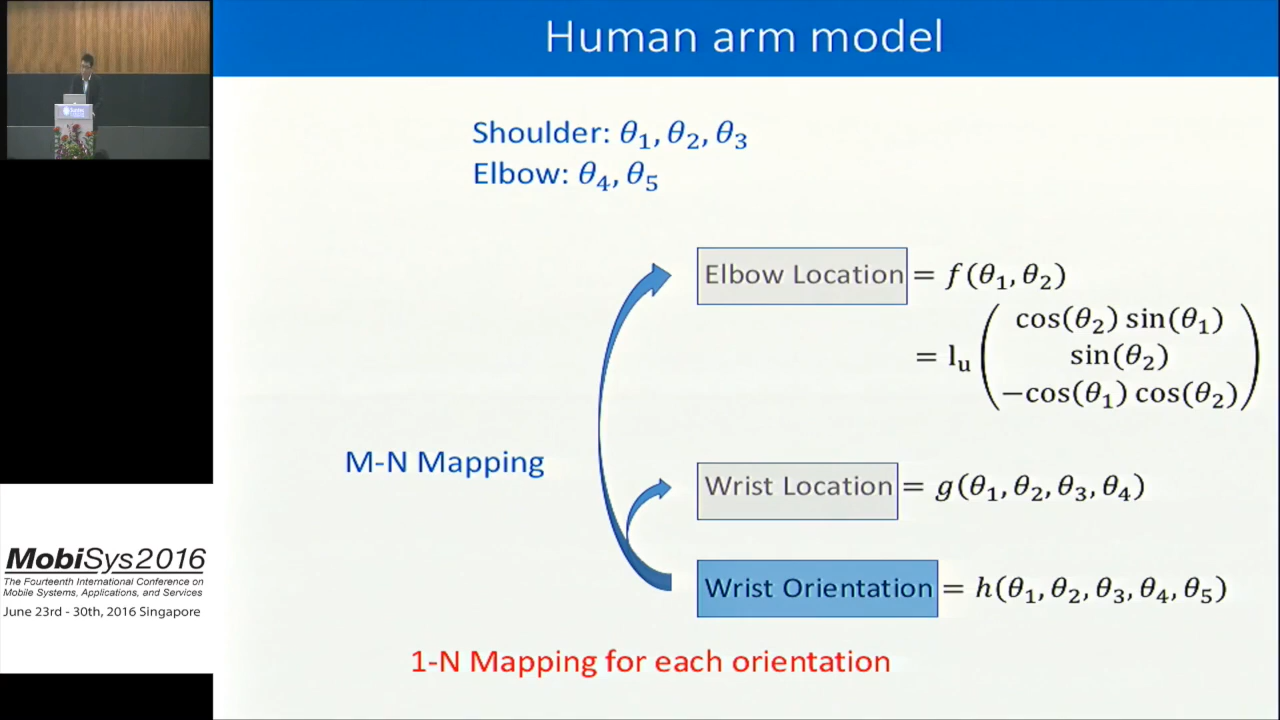 Human arm model
Shoulder: θ₁, θ₂, θ₃
Elbow: θ₄, θ₅
Elbow Location = f(θ₁, θ₂)
= lᵤ ( cos(θ₂) sin(θ₁)
sin(θ₂)
−cos(θ₁) cos(θ₂) )
M-N Mapping
Wrist Location = g(θ₁, θ₂, θ₃, θ₄)
Wrist Orientation = h(θ₁, θ₂, θ₃, θ₄, θ₅)
1-N Mapping for each orientation
MobiSys2016
The Fourteenth International Conference on
Mobile Systems, Applications, and Services
June 23rd - 30th, 2016 Singapore